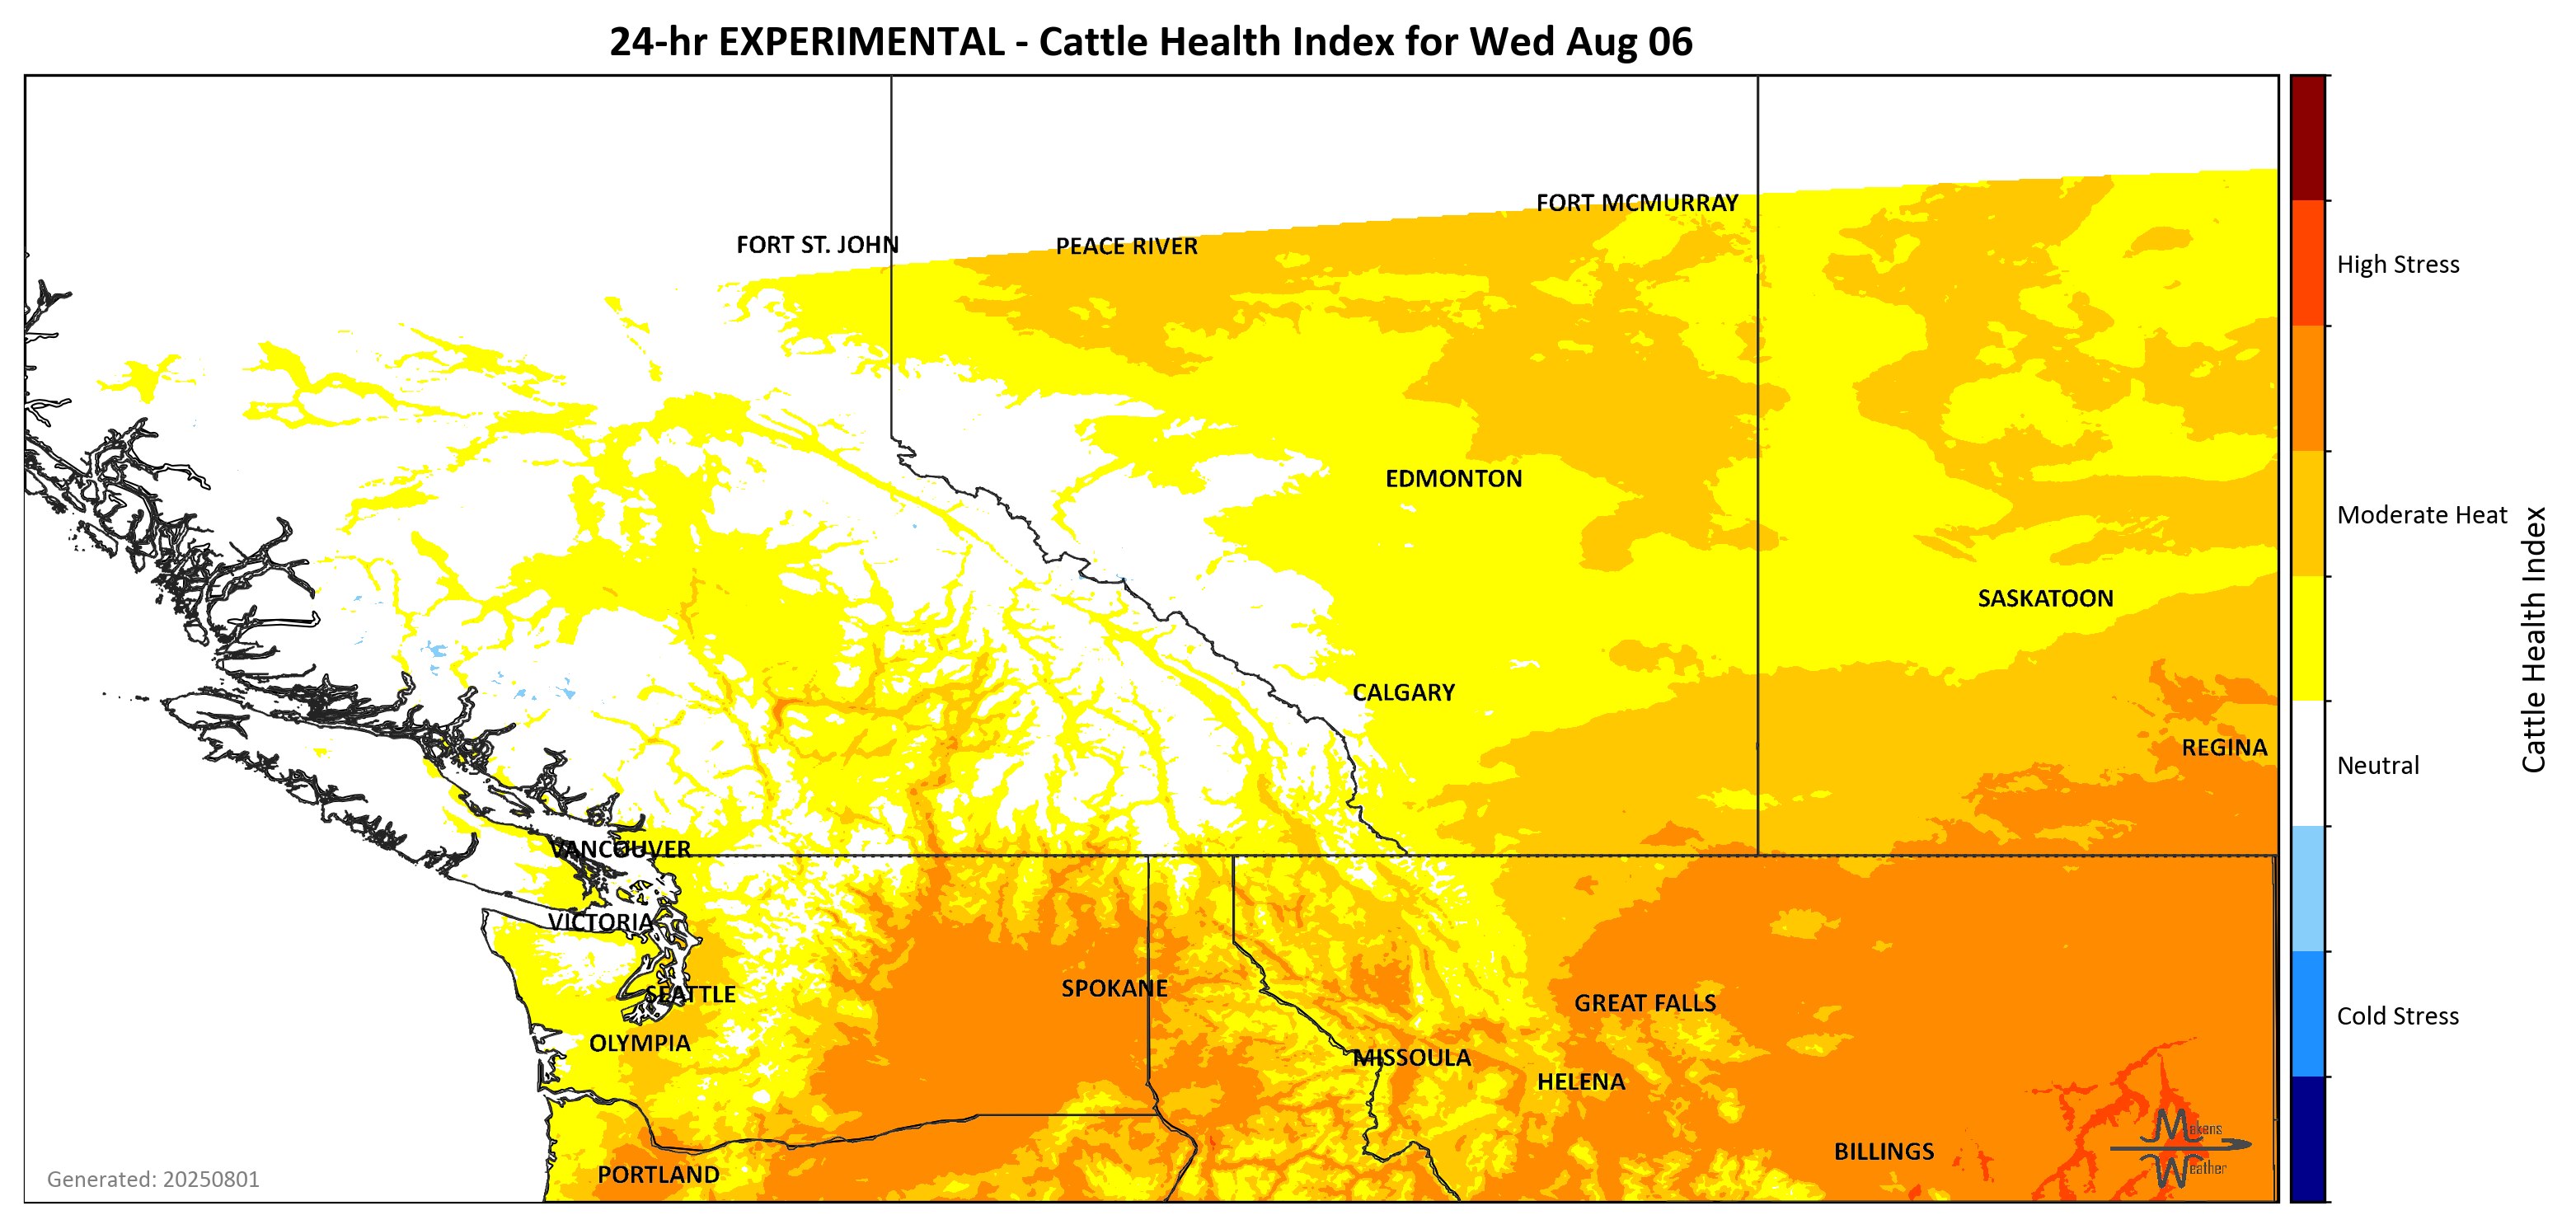 24-hr EXPERIMENTAL - Cattle Health Index for Wed Aug 06
FORT MCMURRAY
FORT ST. JOHN
PEACE RIVER
High Stress
EDMONTON
Moderate Heat
SASKATOON
CALGARY
REGINA
Neutral
Cattle Health Index
VANCOUVER
VICTORIA
SPOKANE
SEATTLE
GREAT FALLS
Cold Stress
OLYMPIA
MISSOULA
HELENA
Makens
BILLINGS
Weather
PORTLAND
Generated: 20250801